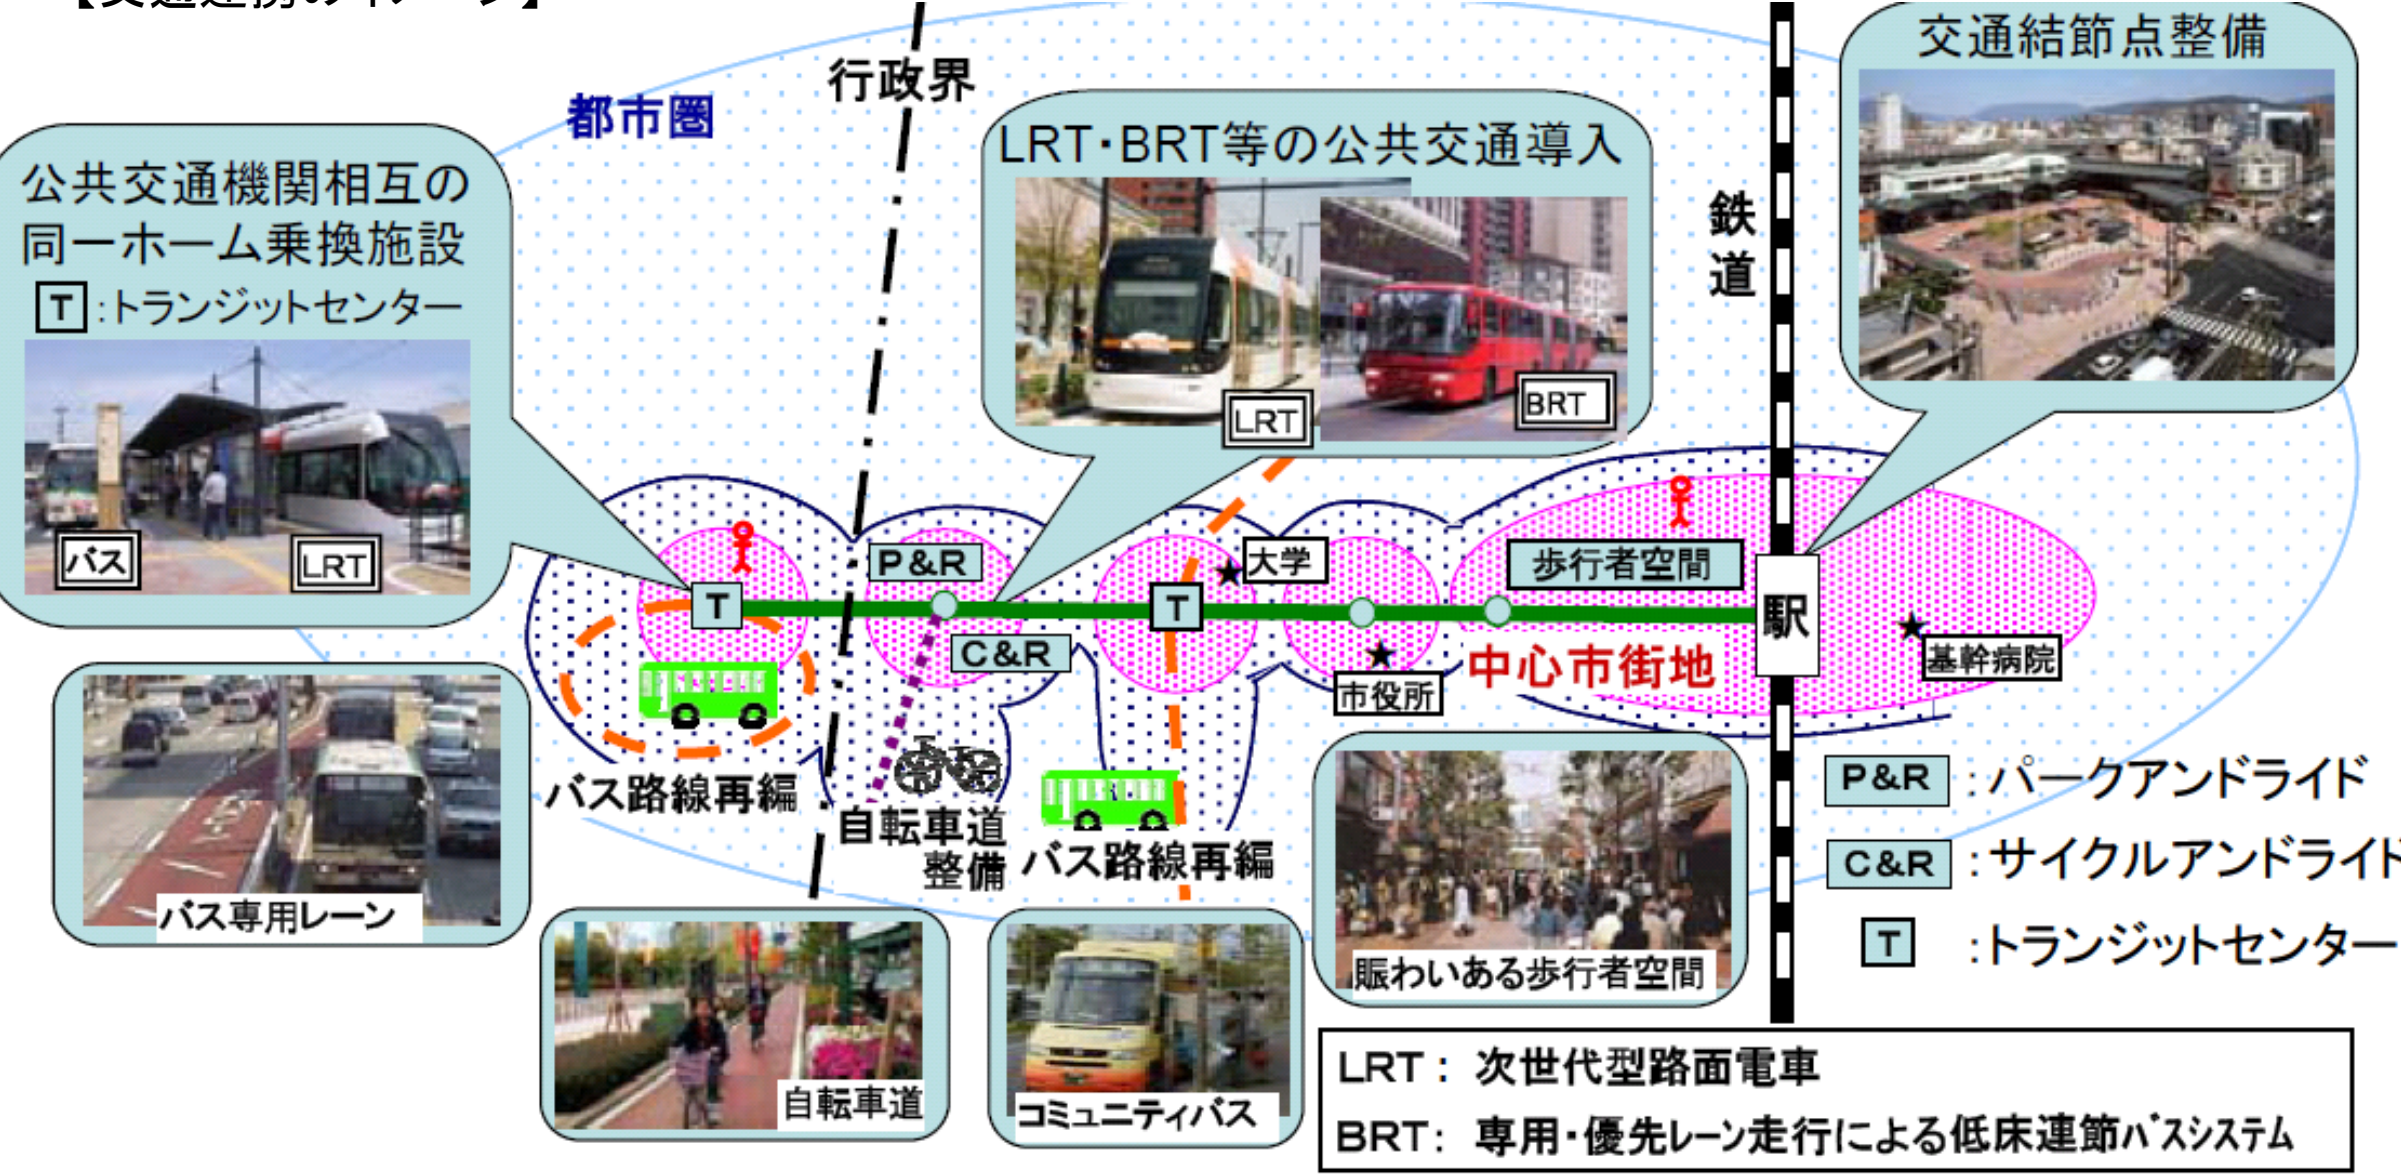 【交通連携のイメージ】
交通結節点整備
行政界
都市圏
LRT・BRT等の公共交通導入
公共交通機関相互の
同一ホーム乗換施設
T:トランジットセンター
鉄道
LRT
BRT
バス
LRT
P&R
大学
歩行者空間
T
T
駅
C&R
中心市街地
基幹病院
市役所
バス路線再編
自転車道
整備
バス路線再編
P&R:パークアンドライド
C&R:サイクルアンドライド
T:トランジットセンター
バス専用レーン
賑わいある歩行者空間
自転車道
コミュニティバス
LRT: 次世代型路面電車
BRT: 専用・優先レーン走行による低床連節バスシステム